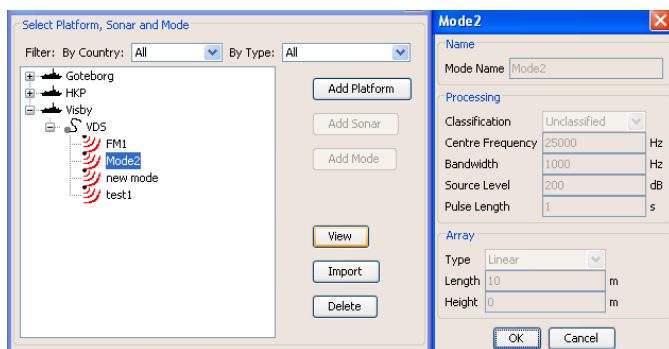 Select Platform, Sonar and Mode
Filter: By Country: All By Type: All
Goteborg
HKP
Visby
VDS
FM1
Mode2
new mode
test1
Add Platform
Add Sonar
Add Mode
View
Import
Delete
Mode2
Name
Mode Name Mode2
Processing
Classification Unclassified
Centre Frequency 25000 Hz
Bandwidth 1000 Hz
Source Level 200 dB
Pulse Length 1 s
Array
Type Linear
Length 10 m
Height 0 m
OK Cancel